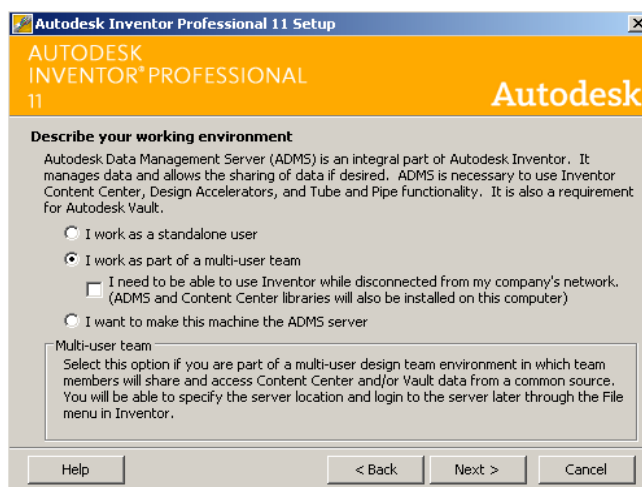 Autodesk Inventor Professional 11 Setup
AUTODESK
INVENTOR® PROFESSIONAL
11
Autodesk
Describe your working environment
Autodesk Data Management Server (ADMS) is an integral part of Autodesk Inventor. It
manages data and allows the sharing of data if desired. ADMS is necessary to use Inventor
Content Center, Design Accelerators, and Tube and Pipe functionality. It is also a requirement
for Autodesk Vault.
I work as a standalone user
I work as part of a multi-user team
I need to be able to use Inventor while disconnected from my company's network.
(ADMS and Content Center libraries will also be installed on this computer)
I want to make this machine the ADMS server
Multi-user team
Select this option if you are part of a multi-user design team environment in which team
members will share and access Content Center and/or Vault data from a common source.
You will be able to specify the server location and login to the server later through the File
menu in Inventor.
Help
< Back
Next >
Cancel